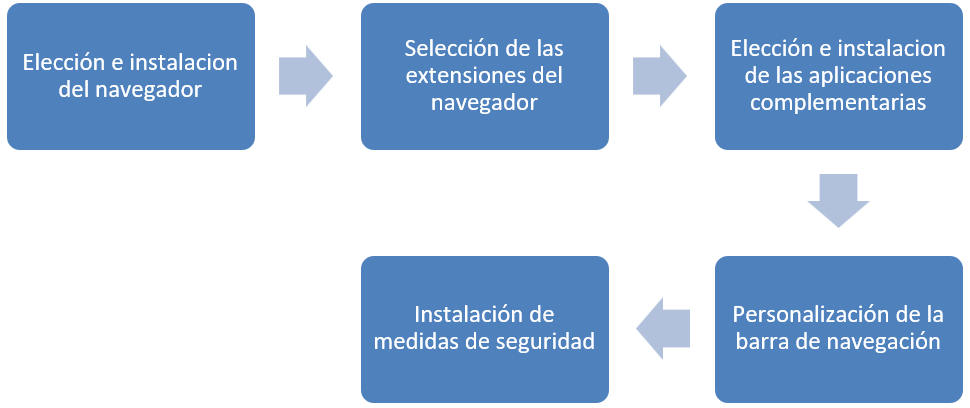 Elección e instalacion
del navegador
Selección de las
extensiones del
navegador
Elección e instalacion
de las aplicaciones
complementarias
Personalización de la
barra de navegación
Instalación de
medidas de seguridad